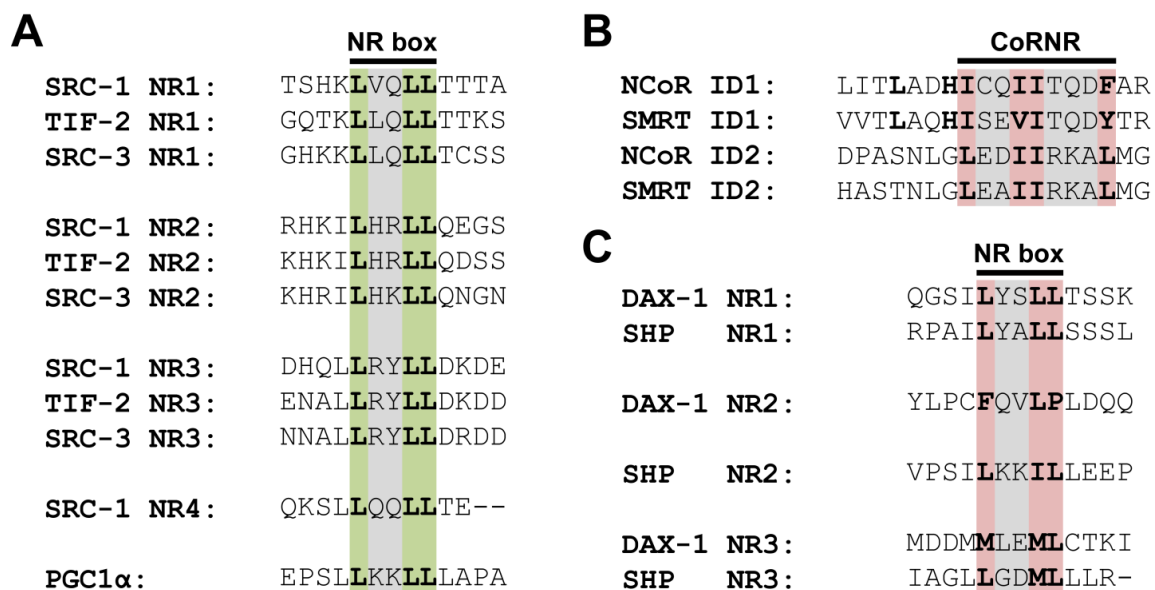 A
NR box
SRC-1 NR1: TSHKLVQLLTTTA
TIF-2 NR1: GQTKLLQLLTTKS
SRC-3 NR1: GHKKLLQLLTCSS
SRC-1 NR2: RHKILHRLLQEGS
TIF-2 NR2: KHKILHRLLQDSS
SRC-3 NR2: KHRILHKLLQNGN
SRC-1 NR3: DHQLLRYLLDKDE
TIF-2 NR3: ENALLRYLLDKDD
SRC-3 NR3: NNALLRYLLDRDD
SRC-1 NR4: QKSLLQQLLTE--
PGC1α: EPSLLKKLLLAPA
B
CoRNR
NCoR ID1: LITLADHICQIITQDFAR
SMRT ID1: VVTLAQHISEVITQDYTR
NCoR ID2: DPASNLGLEDIIRKALMG
SMRT ID2: HASTNLGLEAIIRKALMG
C
NR box
DAX-1 NR1: QGSILYSLLTSSK
SHP NR1: RPAILYALLSSSL
DAX-1 NR2: YLPCFQVLPLDQQ
SHP NR2: VPSILKKILLEEP
DAX-1 NR3: MDDMMLEMLCTKI
SHP NR3: IAGLLGDMLLLR-